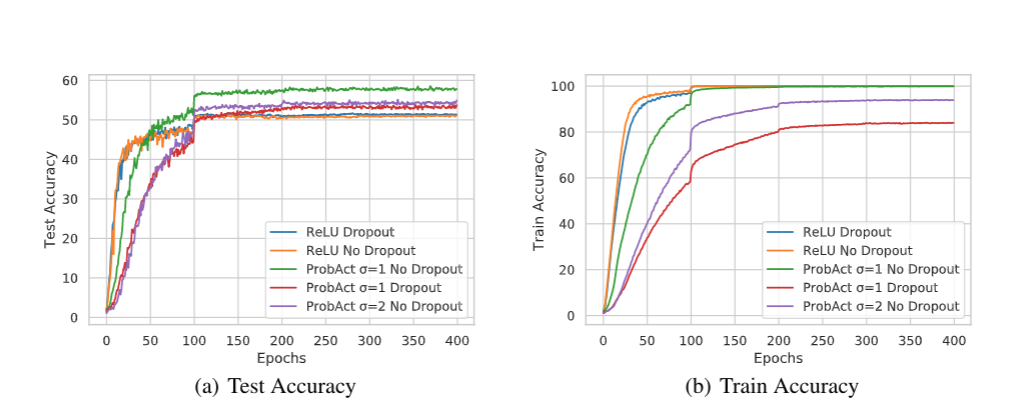 60
50
40
30
20
10
0
Test Accuracy
ReLU Dropout
ReLU No Dropout
ProbAct σ=1 No Dropout
ProbAct σ=1 Dropout
ProbAct σ=2 No Dropout
0 50 100 150 200 250 300 350 400
Epochs
(a) Test Accuracy
100
80
60
40
20
0
Train Accuracy
ReLU Dropout
ReLU No Dropout
ProbAct σ=1 No Dropout
ProbAct σ=1 Dropout
ProbAct σ=2 No Dropout
0 50 100 150 200 250 300 350 400
Epochs
(b) Train Accuracy